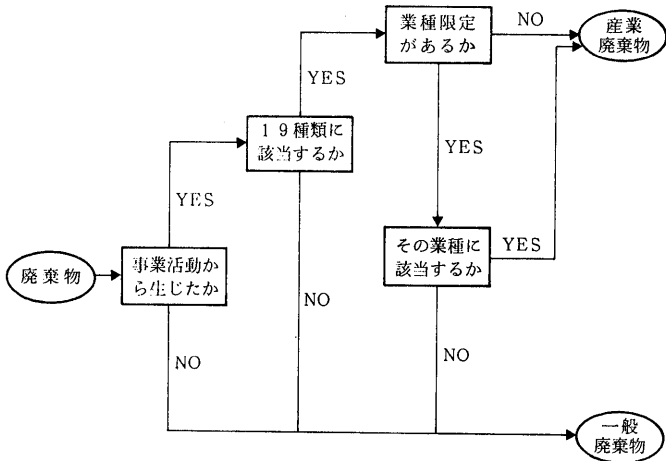 業種限定
があるか
NO
産業
廃棄物
YES
19種類に
該当するか
YES
YES
その業種に
該当するか
YES
廃棄物
事業活動か
ら生じたか
NO
NO
NO
一般
廃棄物